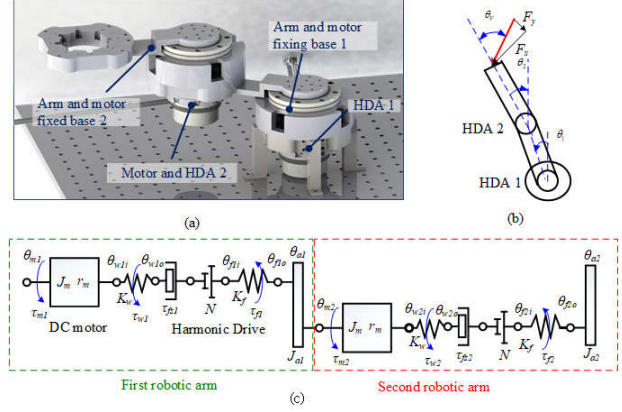 Arm and motor
fixing base 1
HDA 1
Arm and motor
fixed base 2
Motor and HDA 2
(a)
θF
Fy
Fx
θ2
HDA 2
θ1
HDA 1
(b)
θm1
Jm rm
τm1
DC motor
θw1i
θw1o
Kw
τw1
τft1
N
Harmonic Drive
θf1i
Kf
τf1
θf1o
θa1
Ja1
First robotic arm
θm2
Jm rm
τm2
θw2i
θw2o
Kw
τw2
τft2
N
θf2i
Kf
τf2
θf2o
θa2
Ja2
Second robotic arm
(c)